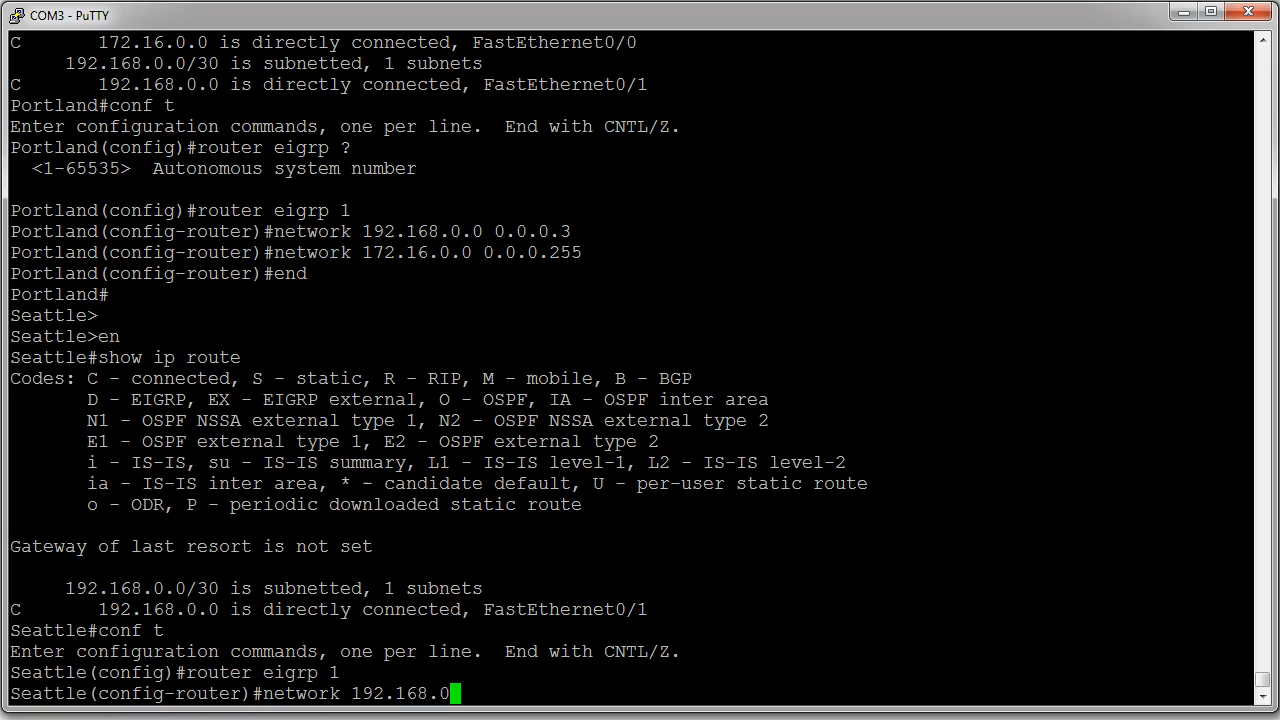 COM3 - PuTTY
C       172.16.0.0 is directly connected, FastEthernet0/0
     192.168.0.0/30 is subnetted, 1 subnets
C       192.168.0.0 is directly connected, FastEthernet0/1
Portland#conf t
Enter configuration commands, one per line.  End with CNTL/Z.
Portland(config)#router eigrp ?
  <1-65535>  Autonomous system number
Portland(config)#router eigrp 1
Portland(config-router)#network 192.168.0.0 0.0.0.3
Portland(config-router)#network 172.16.0.0 0.0.0.255
Portland(config-router)#end
Portland#
Seattle>
Seattle>en
Seattle#show ip route
Codes: C - connected, S - static, R - RIP, M - mobile, B - BGP
       D - EIGRP, EX - EIGRP external, O - OSPF, IA - OSPF inter area
       N1 - OSPF NSSA external type 1, N2 - OSPF NSSA external type 2
       E1 - OSPF external type 1, E2 - OSPF external type 2
       i - IS-IS, su - IS-IS summary, L1 - IS-IS level-1, L2 - IS-IS level-2
       ia - IS-IS inter area, * - candidate default, U - per-user static route
       o - ODR, P - periodic downloaded static route
Gateway of last resort is not set
     192.168.0.0/30 is subnetted, 1 subnets
C       192.168.0.0 is directly connected, FastEthernet0/1
Seattle#conf t
Enter configuration commands, one per line.  End with CNTL/Z.
Seattle(config)#router eigrp 1
Seattle(config-router)#network 192.168.0